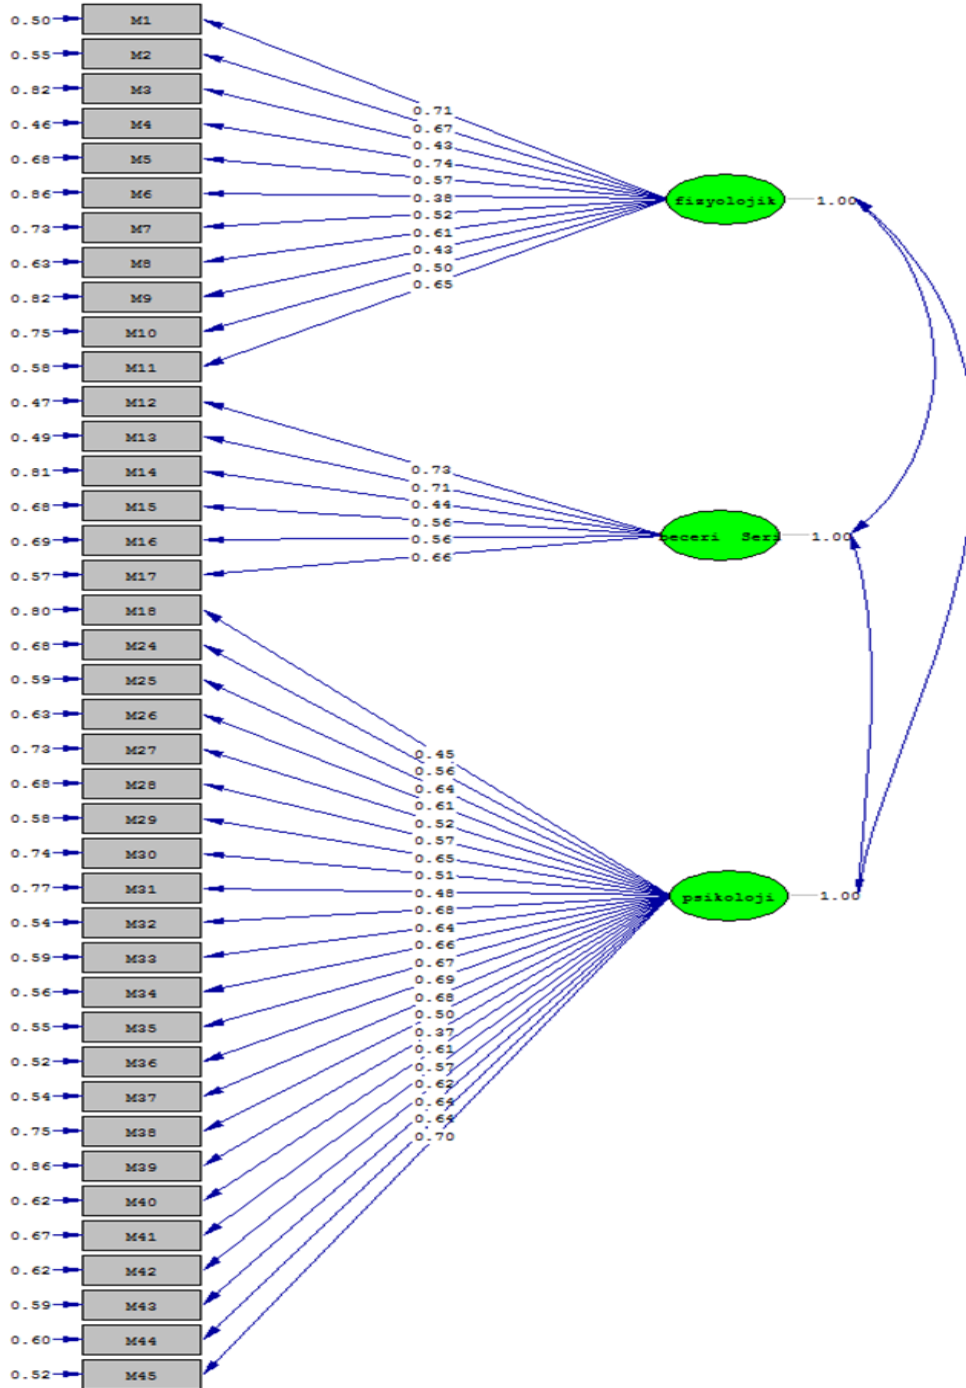 0.50 M1
0.55 M2
0.82 M3
0.46 M4
0.68 M5
0.86 M6
0.73 M7
0.63 M8
0.82 M9
0.75 M10
0.58 M11
0.47 M12
0.49 M13
0.81 M14
0.68 M15
0.69 M16
0.57 M17
0.80 M18
0.68 M24
0.59 M25
0.63 M26
0.73 M27
0.68 M28
0.58 M29
0.74 M30
0.77 M31
0.54 M32
0.59 M33
0.56 M34
0.55 M35
0.52 M36
0.54 M37
0.75 M38
0.86 M39
0.62 M40
0.67 M41
0.62 M42
0.59 M43
0.60 M44
0.52 M45
0.71
0.67
0.43
0.74
0.57
0.38
0.52
0.61
0.43
0.50
0.65
0.73
0.71
0.44
0.56
0.56
0.66
0.45
0.56
0.64
0.61
0.52
0.57
0.65
0.51
0.48
0.68
0.64
0.66
0.67
0.69
0.68
0.50
0.37
0.61
0.57
0.62
0.64
0.64
0.70
fizyolojik 1.00
beceri Seri 1.00
psikoloji 1.00